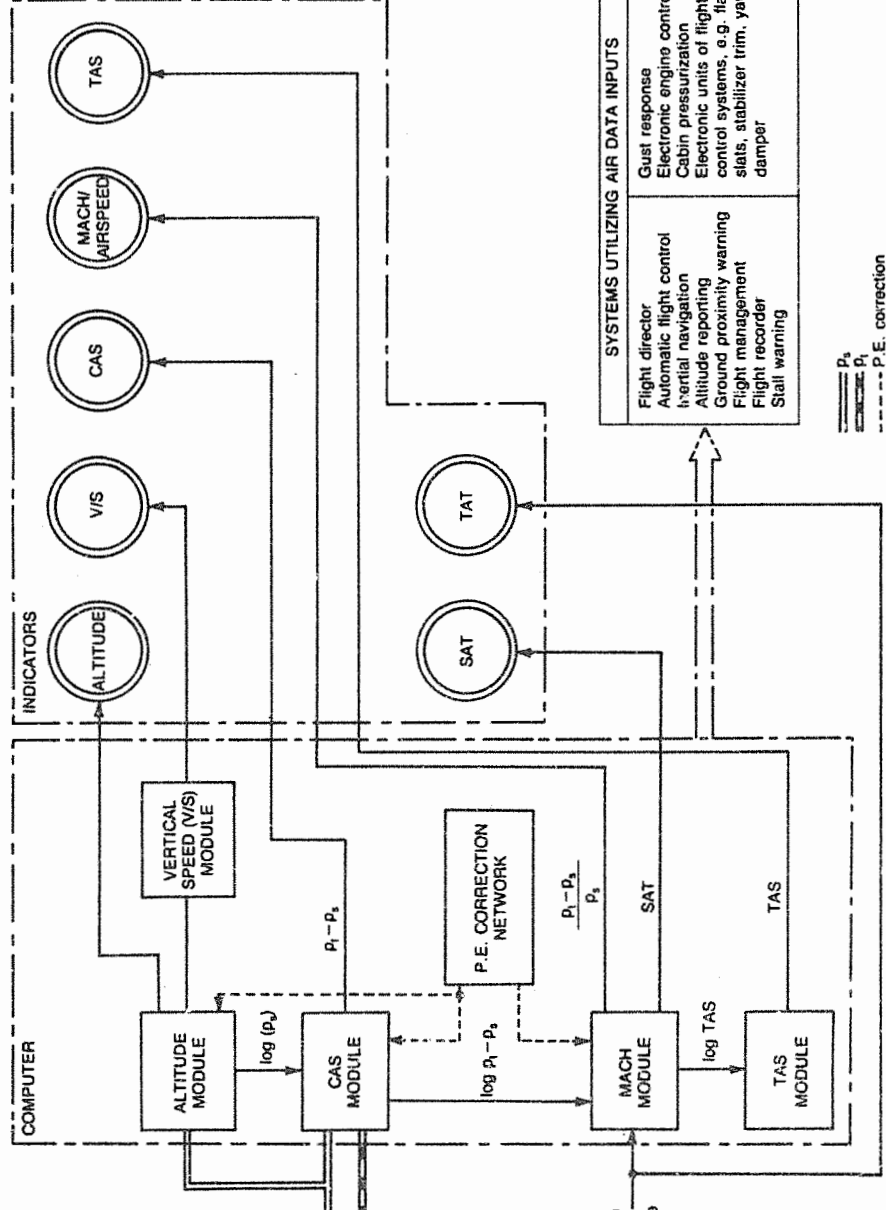 COMPUTER
ALTITUDE
MODULE
VERTICAL
SPEED (V/S)
MODULE
log (pₛ)
CAS
MODULE
pₜ – pₛ
P.E. CORRECTION
NETWORK
log pₜ – pₛ
MACH
MODULE
pₜ – pₛ
pₛ
SAT
log TAS
TAS
MODULE
TAS
INDICATORS
ALTITUDE
V/S
CAS
MACH/
AIRSPEED
TAS
SAT
TAT
SYSTEMS UTILIZING AIR DATA INPUTS
Flight director
Automatic flight control
Inertial navigation
Altitude reporting
Ground proximity warning
Flight management
Flight recorder
Stall warning
Gust response
Electronic engine contro
Cabin pressurization
Electronic units of flight
control systems, e.g. fla
slats, stabilizer trim, ya
damper
pₛ
pₜ
P.E. correction